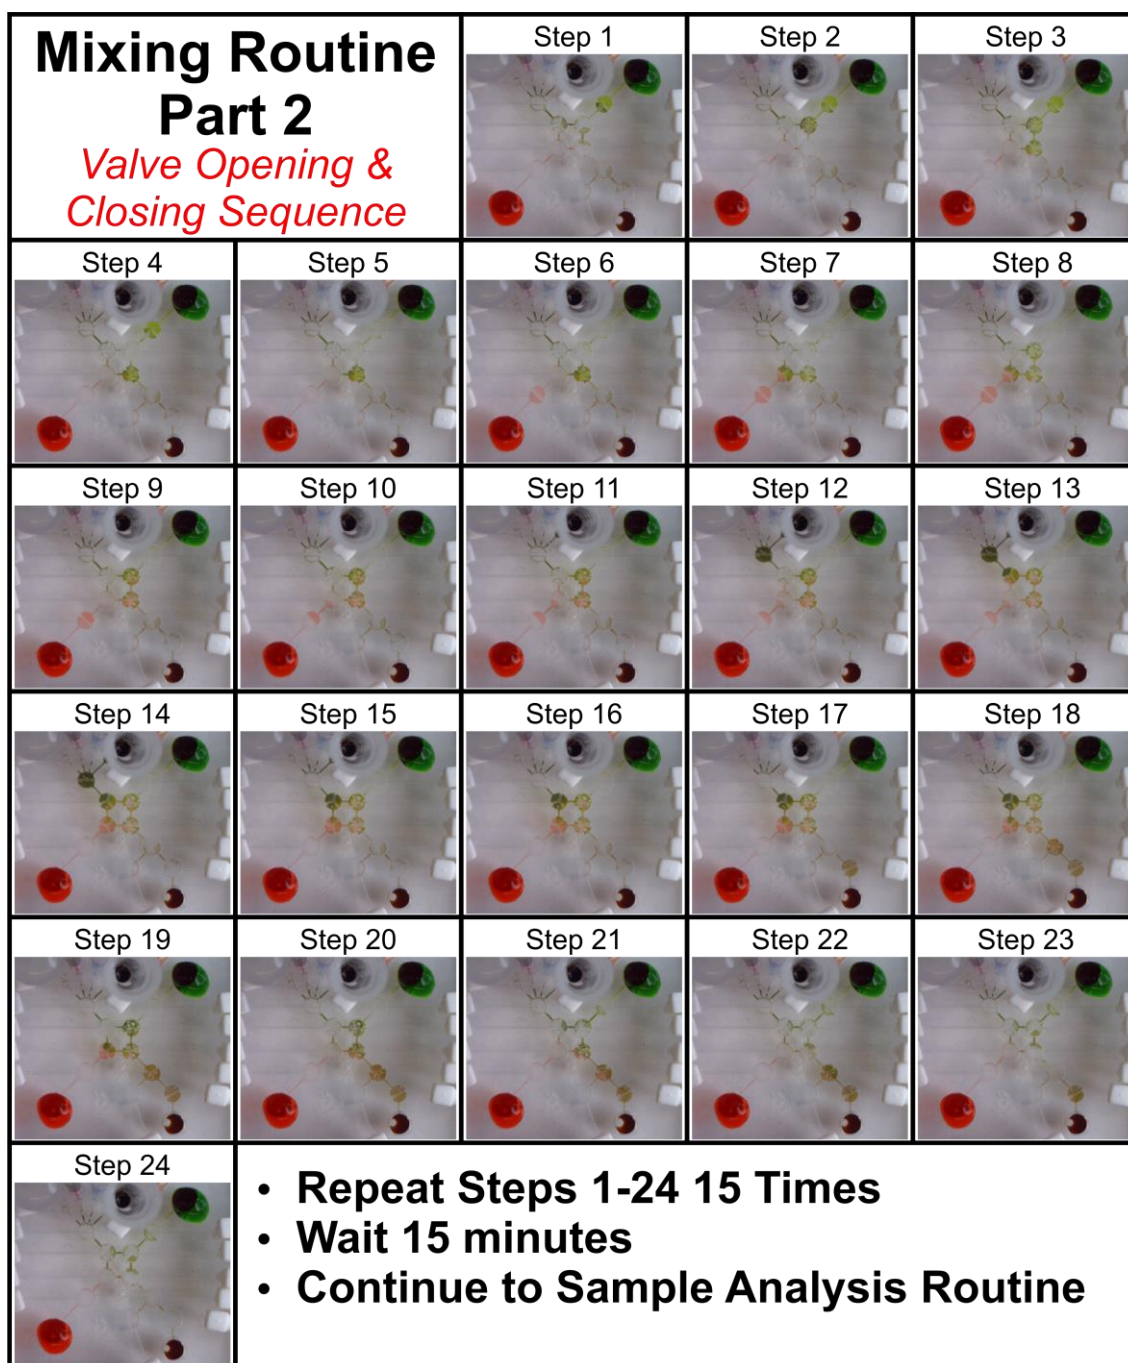 Mixing Routine
Part 2
Valve Opening &
Closing Sequence
Step 1
Step 2
Step 3
Step 4
Step 5
Step 6
Step 7
Step 8
Step 9
Step 10
Step 11
Step 12
Step 13
Step 14
Step 15
Step 16
Step 17
Step 18
Step 19
Step 20
Step 21
Step 22
Step 23
Step 24
• Repeat Steps 1-24 15 Times
• Wait 15 minutes
• Continue to Sample Analysis Routine